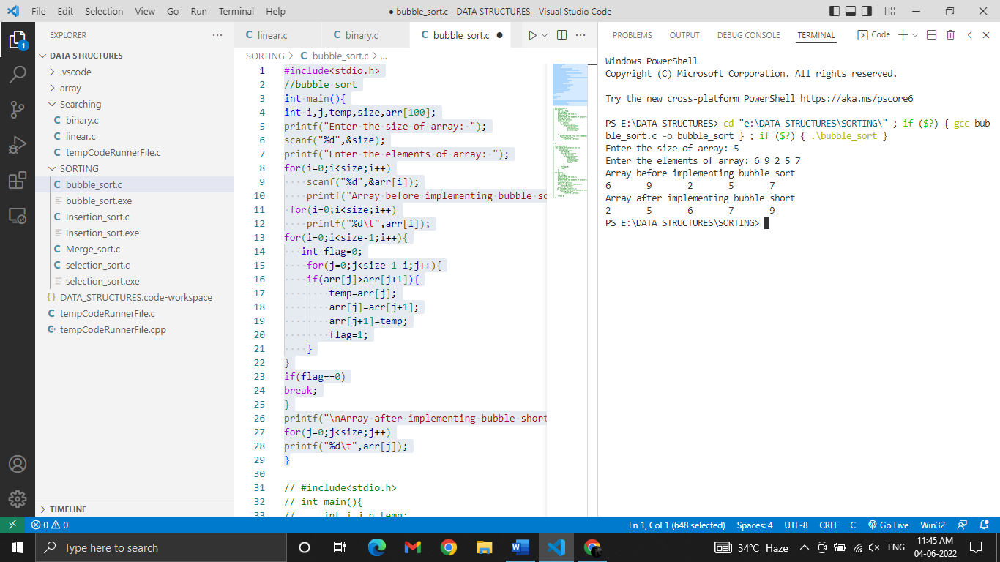 File Edit Selection View Go Run Terminal Help
● bubble_sort.c - DATA STRUCTURES - Visual Studio Code
1
EXPLORER
DATA STRUCTURES
.vscode
array
Searching
C binary.c
C linear.c
C tempCodeRunnerFile.c
SORTING
C bubble_sort.c
bubble_sort.exe
C Insertion_sort.c
Insertion_sort.exe
C Merge_sort.c
C selection_sort.c
selection_sort.exe
{} DATA_STRUCTURES.code-workspace
C tempCodeRunnerFile.c
C++ tempCodeRunnerFile.cpp
TIMELINE
C linear.c C binary.c C bubble_sort.c ●
SORTING > C bubble_sort.c > ...
1 #include<stdio.h>
2 //bubble sort
3 int main(){
4 int i,j,temp,size,arr[100];
5 printf("Enter the size of array: ");
6 scanf("%d",&size);
7 printf("Enter the elements of array: ");
8 for(i=0;i<size;i++)
9 scanf("%d",&arr[i]);
10 printf("Array before implementing bubble so
11 for(i=0;i<size;i++)
12 printf("%d\t",arr[i]);
13 for(i=0;i<size-1;i++){
14 int flag=0;
15 for(j=0;j<size-1-i;j++){
16 if(arr[j]>arr[j+1]){
17 temp=arr[j];
18 arr[j]=arr[j+1];
19 arr[j+1]=temp;
20 flag=1;
21 }
22 }
23 if(flag==0)
24 break;
25 }
26 printf("\nArray after implementing bubble short
27 for(j=0;j<size;j++)
28 printf("%d\t",arr[j]);
29 }
30
31 // #include<stdio.h>
32 // int main(){
33 // int i,j,n,temp;
PROBLEMS OUTPUT DEBUG CONSOLE TERMINAL Code
Windows PowerShell
Copyright (C) Microsoft Corporation. All rights reserved.
Try the new cross-platform PowerShell https://aka.ms/pscore6
PS E:\DATA STRUCTURES> cd "e:\DATA STRUCTURES\SORTING\" ; if ($?) { gcc bub
ble_sort.c -o bubble_sort } ; if ($?) { .\bubble_sort }
Enter the size of array: 5
Enter the elements of array: 6 9 2 5 7
Array before implementing bubble sort
6 9 2 5 7
Array after implementing bubble short
2 5 6 7 9
PS E:\DATA STRUCTURES\SORTING>
0 0 Ln 1, Col 1 (648 selected) Spaces: 4 UTF-8 CRLF C Go Live Win32
Type here to search
34°C Haze ENG 11:45 AM
04-06-2022